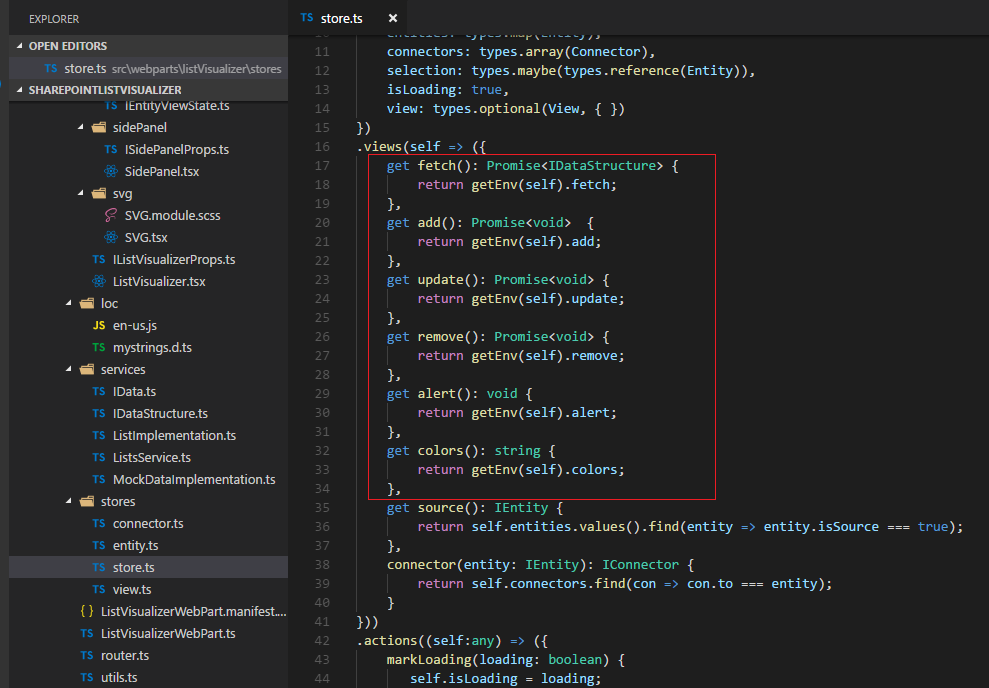 EXPLORER
OPEN EDITORS
TS store.ts src\webparts\listVisualizer\stores
SHAREPOINTLISTVISUALIZER
TS IEntityViewState.ts
sidePanel
TS ISidePanelProps.ts
SidePanel.tsx
svg
SVG.module.scss
SVG.tsx
TS IListVisualizerProps.ts
ListVisualizer.tsx
loc
JS en-us.js
TS mystrings.d.ts
services
TS IData.ts
TS IDataStructure.ts
TS ListImplementation.ts
TS ListsService.ts
TS MockDataImplementation.ts
stores
TS connector.ts
TS entity.ts
TS store.ts
TS view.ts
{ } ListVisualizerWebPart.manifest....
TS ListVisualizerWebPart.ts
TS router.ts
TS utils.ts
TS store.ts ×
10 entities: types.map(Entity),
11 connectors: types.array(Connector),
12 selection: types.maybe(types.reference(Entity)),
13 isLoading: true,
14 view: types.optional(View, { })
15 })
16 .views(self => ({
17 get fetch(): Promise<IDataStructure> {
18 return getEnv(self).fetch;
19 },
20 get add(): Promise<void>  {
21 return getEnv(self).add;
22 },
23 get update(): Promise<void> {
24 return getEnv(self).update;
25 },
26 get remove(): Promise<void> {
27 return getEnv(self).remove;
28 },
29 get alert(): void {
30 return getEnv(self).alert;
31 },
32 get colors(): string {
33 return getEnv(self).colors;
34 },
35 get source(): IEntity {
36 return self.entities.values().find(entity => entity.isSource === true);
37 },
38 connector(entity: IEntity): IConnector {
39 return self.connectors.find(con => con.to === entity);
40 }
41 }))
42 .actions((self:any) => ({
43 markLoading(loading: boolean) {
44 self.isLoading = loading;